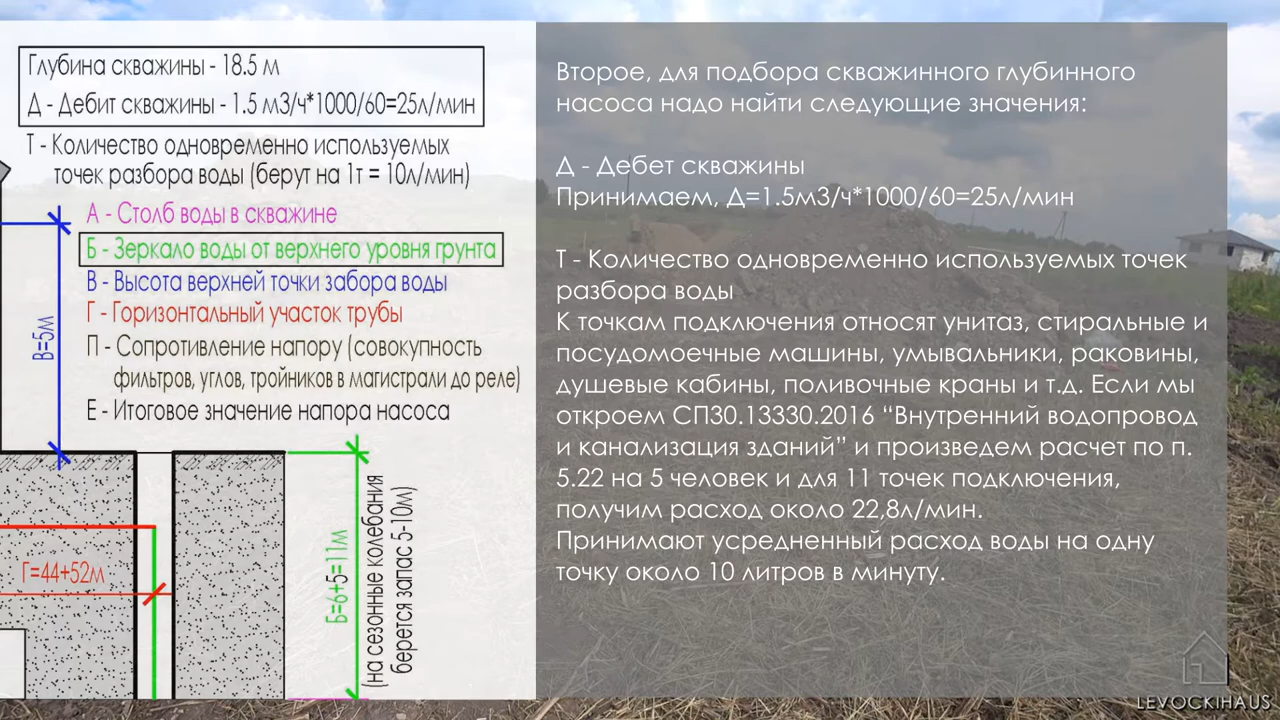 Глубина скважины - 18.5 м
Д - Дебит скважины - 1.5 м3/ч*1000/60=25л/мин
Т - Количество одновременно используемых
точек разбора воды (берут на 1т = 10л/мин)
А - Столб воды в скважине
Б - Зеркало воды от верхнего уровня грунта
В - Высота верхней точки забора воды
Г - Горизонтальный участок трубы
П - Сопротивление напору (совокупность
фильтров, углов, тройников в магистрали до реле)
Е - Итоговое значение напора насоса
В=5м
Г=44+52м
Б=6+5=11м
(на сезонные колебания
берется запас 5-10м)
Второе, для подбора скважинного глубинного
насоса надо найти следующие значения:
Д - Дебет скважины
Принимаем, Д=1.5м3/ч*1000/60=25л/мин
Т - Количество одновременно используемых точек
разбора воды
К точкам подключения относят унитаз, стиральные и
посудомоечные машины, умывальники, раковины,
душевые кабины, поливочные краны и т.д. Если мы
откроем СП30.13330.2016 “Внутренний водопровод
и канализация зданий” и произведем расчет по п.
5.22 на 5 человек и для 11 точек подключения,
получим расход около 22,8л/мин.
Принимают усредненный расход воды на одну
точку около 10 литров в минуту.
LEVOCKIHAUS